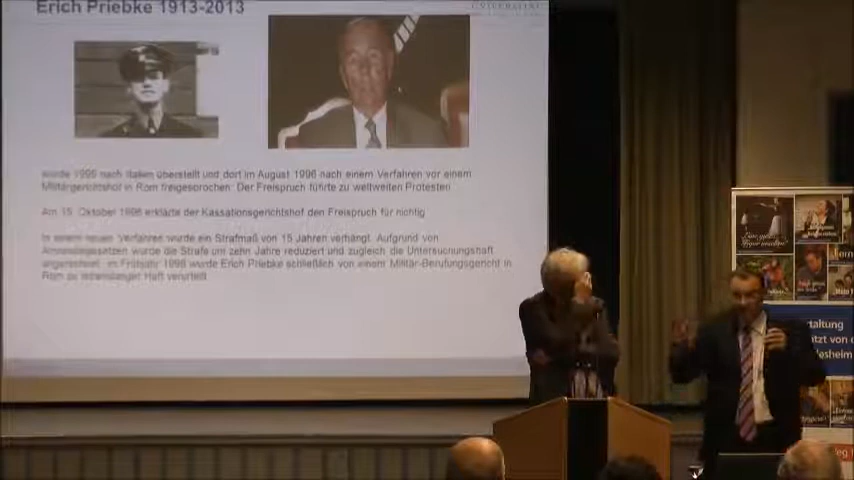 Erich Priebke 1913-2013
UNIVERSITÄT
wurde 1995 nach Italien überstellt und dort im August 1996 nach einem Verfahren vor einem
Militärgerichtshof in Rom freigesprochen. Der Freispruch führte zu weltweiten Protesten
Am 15. Oktober 1996 erklärte der Kassationsgerichtshof den Freispruch für nichtig
In einem neuen Verfahren wurde ein Strafmaß von 15 Jahren verhängt. Aufgrund von
Amnestiegesetzen wurde die Strafe um zehn Jahre reduziert und zugleich die Untersuchungshaft
angerechnet. Im Frühjahr 1998 wurde Erich Priebke schließlich von einem Militär-Berufungsgericht in
Rom zu lebenslanger Haft verurteilt